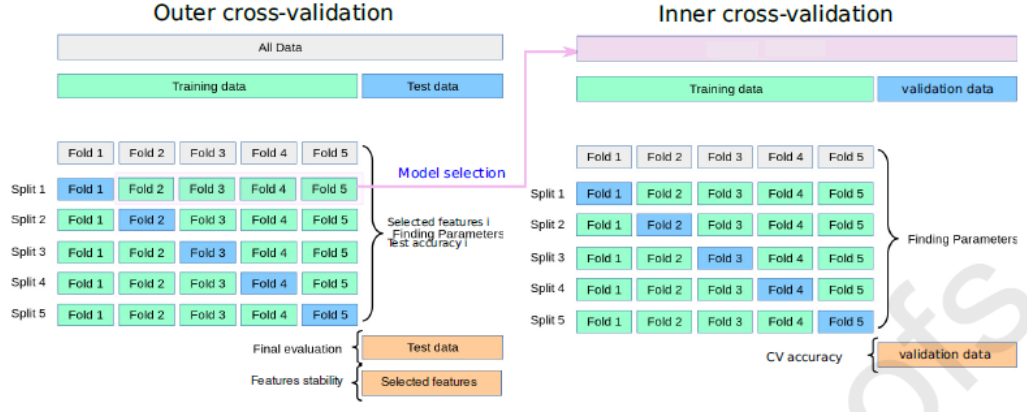 Outer cross-validation
All Data
Training data Test data
Fold 1 Fold 2 Fold 3 Fold 4 Fold 5
Split 1 Fold 1 Fold 2 Fold 3 Fold 4 Fold 5
Split 2 Fold 1 Fold 2 Fold 3 Fold 4 Fold 5
Split 3 Fold 1 Fold 2 Fold 3 Fold 4 Fold 5
Split 4 Fold 1 Fold 2 Fold 3 Fold 4 Fold 5
Split 5 Fold 1 Fold 2 Fold 3 Fold 4 Fold 5
Model selection
Selected features i
Finding Parameters
Test accuracy i
Final evaluation Test data
Features stability Selected features
Inner cross-validation
Training data validation data
Fold 1 Fold 2 Fold 3 Fold 4 Fold 5
Split 1 Fold 1 Fold 2 Fold 3 Fold 4 Fold 5
Split 2 Fold 1 Fold 2 Fold 3 Fold 4 Fold 5
Split 3 Fold 1 Fold 2 Fold 3 Fold 4 Fold 5
Split 4 Fold 1 Fold 2 Fold 3 Fold 4 Fold 5
Split 5 Fold 1 Fold 2 Fold 3 Fold 4 Fold 5
Finding Parameters
CV accuracy validation data
ofs